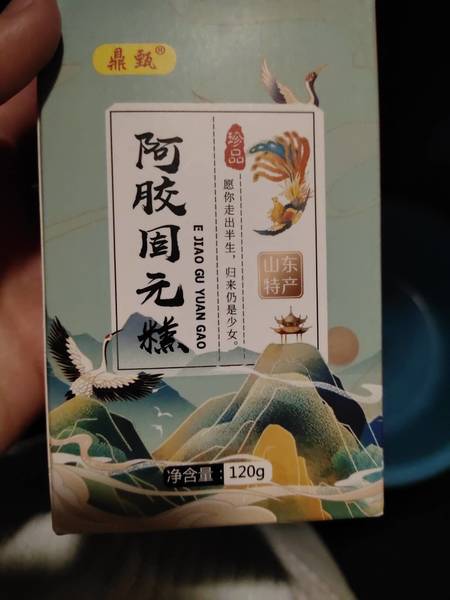 鼎甄®
阿胶固元糕
E JIAO GU YUAN GAO
珍品
愿你走出半生，归来仍是少女。
山东
特产
净含量：120g